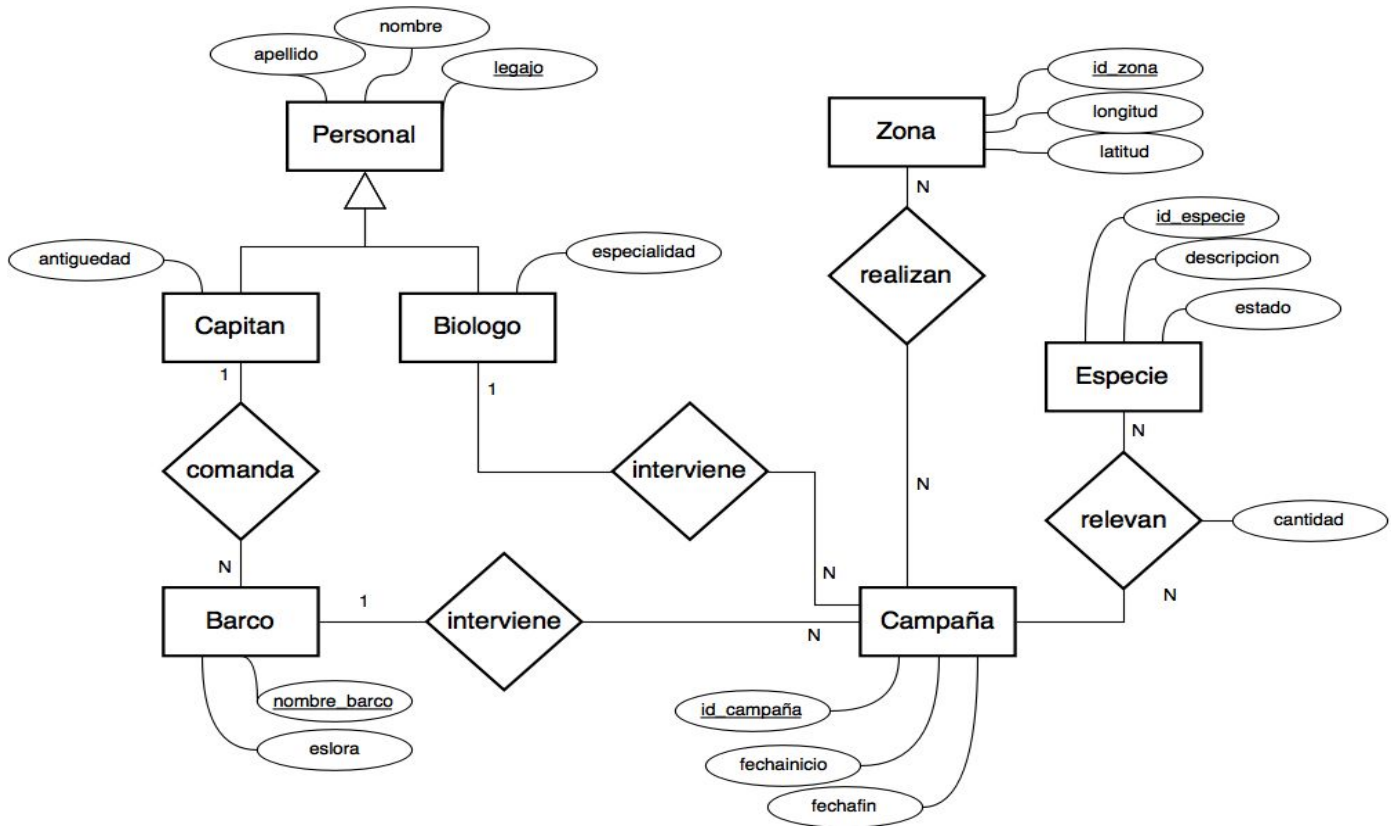 nombre
apellido
legajo
Personal
id_zona
longitud
latitud
Zona
N
realizan
N
id_especie
descripcion
estado
Especie
N
relevan
cantidad
N
antiguedad
especialidad
Capitan
Biologo
1
1
comanda
interviene
N
N
Barco
1
interviene
N
Campaña
nombre_barco
eslora
id_campaña
fechainicio
fechafin